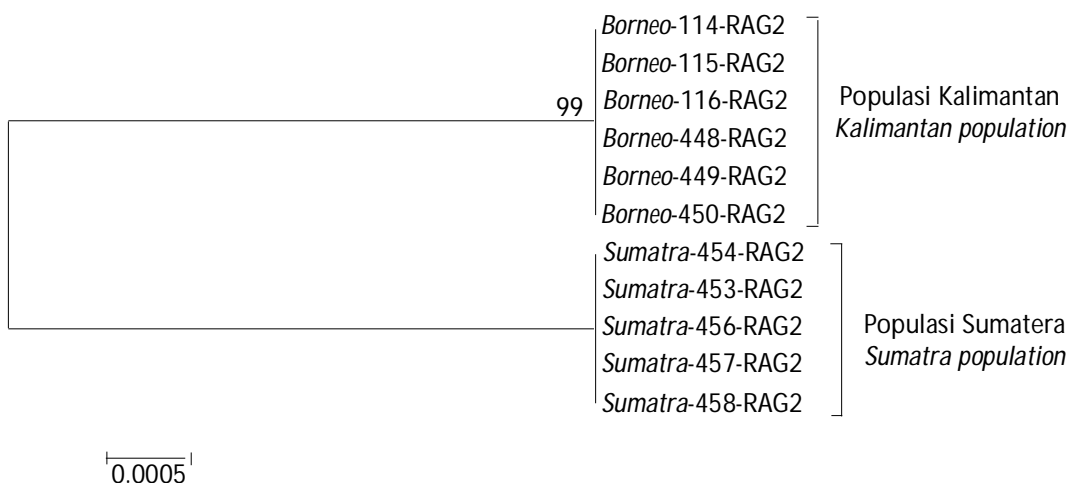 Borneo-114-RAG2
Borneo-115-RAG2
99
Borneo-116-RAG2
Borneo-448-RAG2
Borneo-449-RAG2
Borneo-450-RAG2
Populasi Kalimantan
Kalimantan population
Sumatra-454-RAG2
Sumatra-453-RAG2
Sumatra-456-RAG2
Sumatra-457-RAG2
Sumatra-458-RAG2
Populasi Sumatera
Sumatra population
0.0005